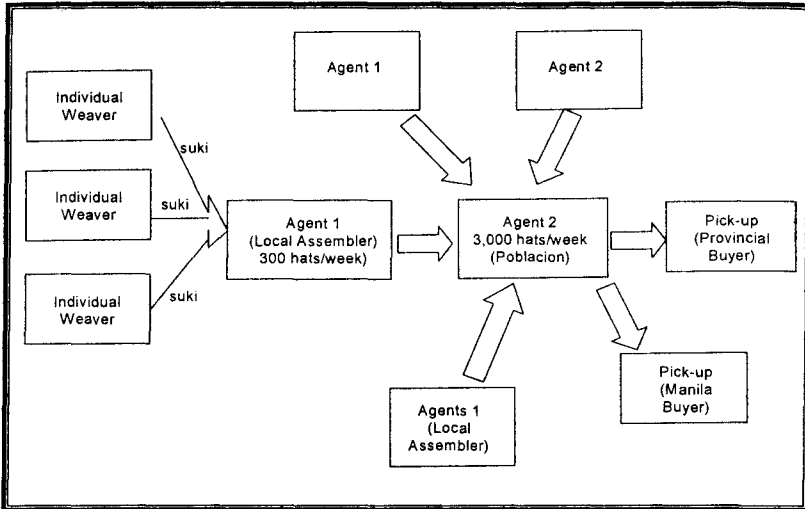 Individual
Weaver
suki
Individual
Weaver
suki
Individual
Weaver
suki
Agent 1
(Local Assembler)
300 hats/week)
Agent 1
Agent 2
Agent 2
3,000 hats/week
(Poblacion)
Agents 1
(Local
Assembler)
Pick-up
(Provincial
Buyer)
Pick-up
(Manila
Buyer)